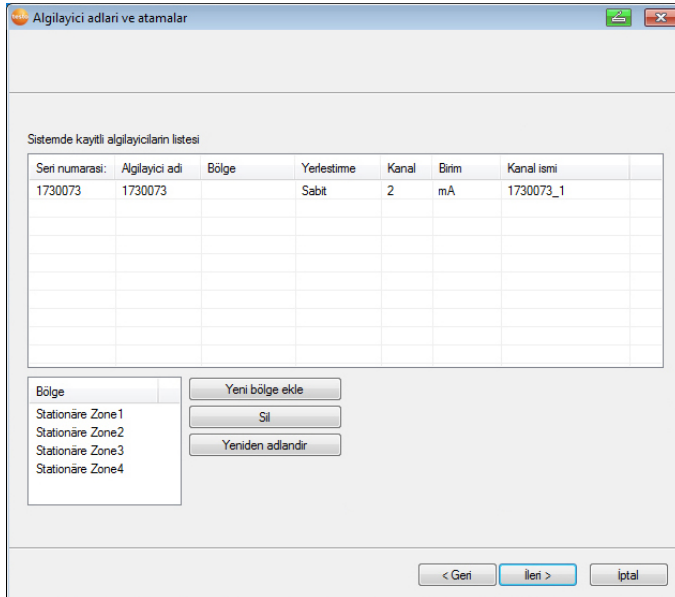 testo Algilayici adlari ve atamalar
Sistemde kayitli algilayicilarin listesi
Seri numarasi: Algilayici adi Bölge Yerlestirme Kanal Birim Kanal ismi
1730073 1730073 Sabit 2 mA 1730073_1
Bölge
Stationäre Zone1
Stationäre Zone2
Stationäre Zone3
Stationäre Zone4
Yeni bölge ekle
Sil
Yeniden adlandir
< Geri İleri > İptal